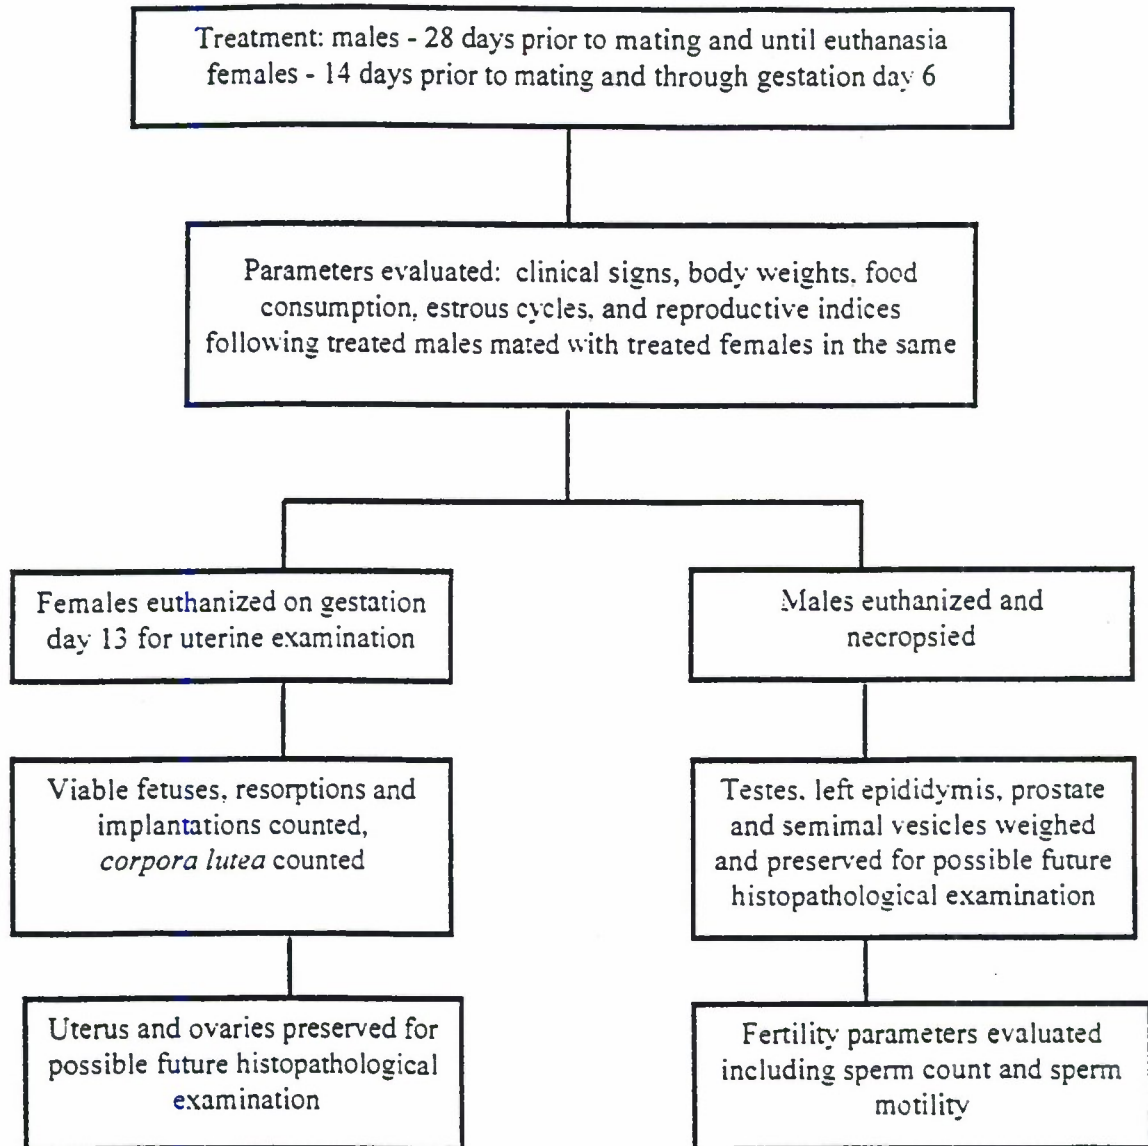 Treatment: males - 28 days prior to mating and until euthanasia
females - 14 days prior to mating and through gestation day 6
Parameters evaluated: clinical signs, body weights, food
consumption, estrous cycles, and reproductive indices
following treated males mated with treated females in the same
Females euthanized on gestation
day 13 for uterine examination
Males euthanized and
necropsied
Viable fetuses, resorptions and
implantations counted,
corpora lutea counted
Testes, left epididymis, prostate
and semimal vesicles weighed
and preserved for possible future
histopathological examination
Uterus and ovaries preserved for
possible future histopathological
examination
Fertility parameters evaluated
including sperm count and sperm
motility